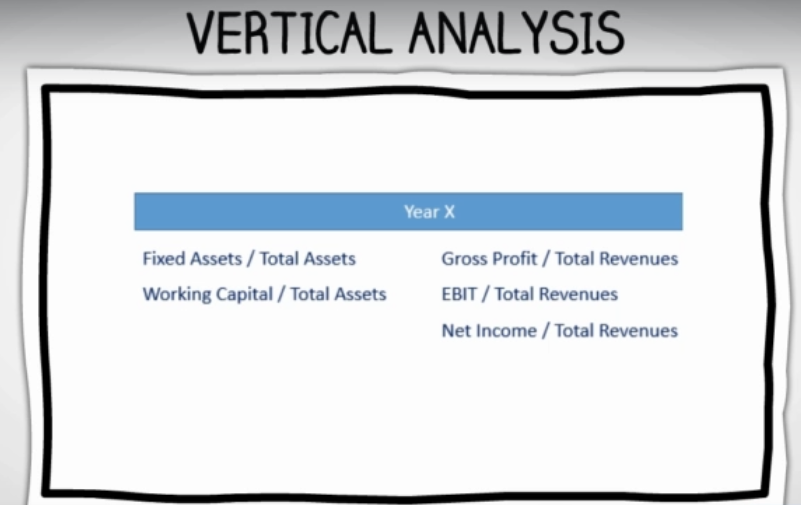 VERTICAL ANALYSIS
Year X
Fixed Assets / Total Assets
Working Capital / Total Assets
Gross Profit / Total Revenues
EBIT / Total Revenues
Net Income / Total Revenues